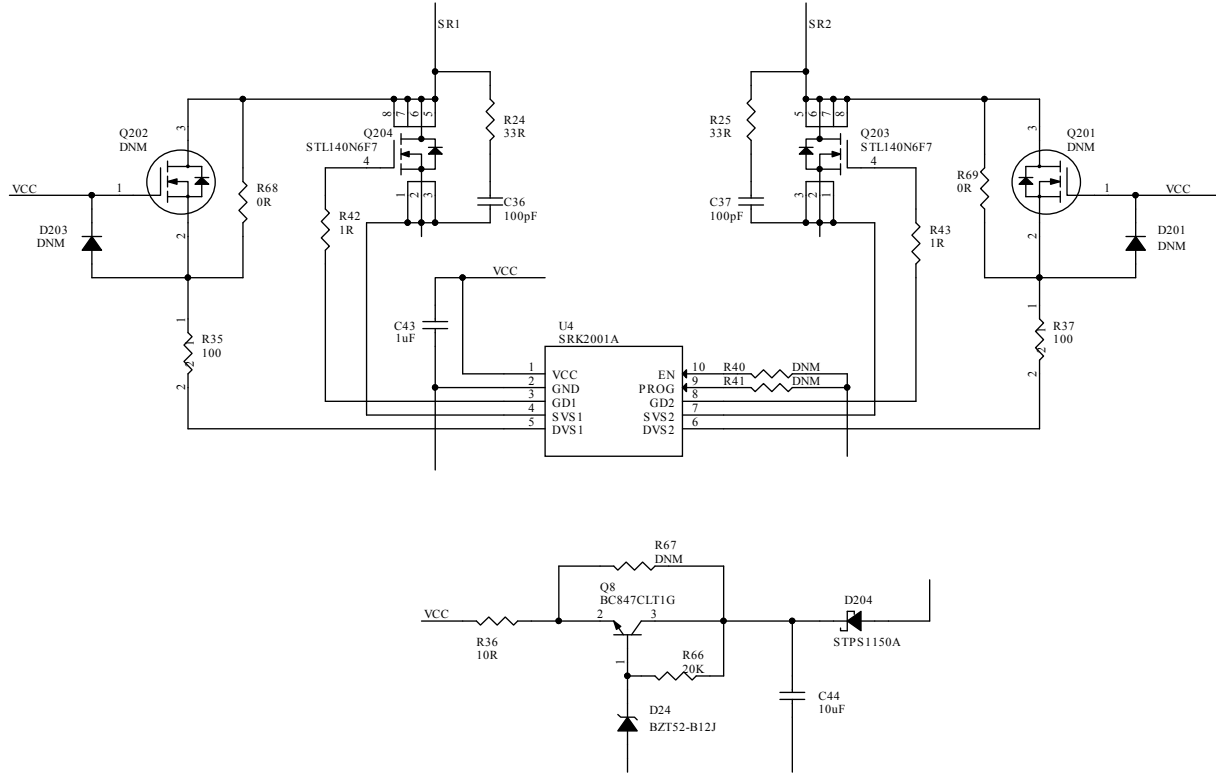 SR1
SR2
8 7 6 5
5 6 7 8
3
3
Q202
DNM
Q204
STL140N6F7
4
R24
33R
R25
33R
Q203
STL140N6F7
4
Q201
DNM
VCC
1
R68
0R
1 2 3
C36
100pF
C37
100pF
3 2 1
R69
0R
1
VCC
D203
DNM
2
R42
1R
R43
1R
2
D201
DNM
VCC
1
R35
100
1
2
2
C43
1uF
U4
SRK2001A
1
R37
100
1
2
2
1 VCC
2 GND
3 GD1
4 SVS1
5 DVS1
EN 10 R40 DNM
PROG 9 R41 DNM
GD2 8
SVS2 7
DVS2 6
R67
DNM
Q8
BC847CLT1G
2
3
1
VCC
R36
10R
R66
20K
D204
STPS1150A
D24
BZT52-B12J
C44
10uF